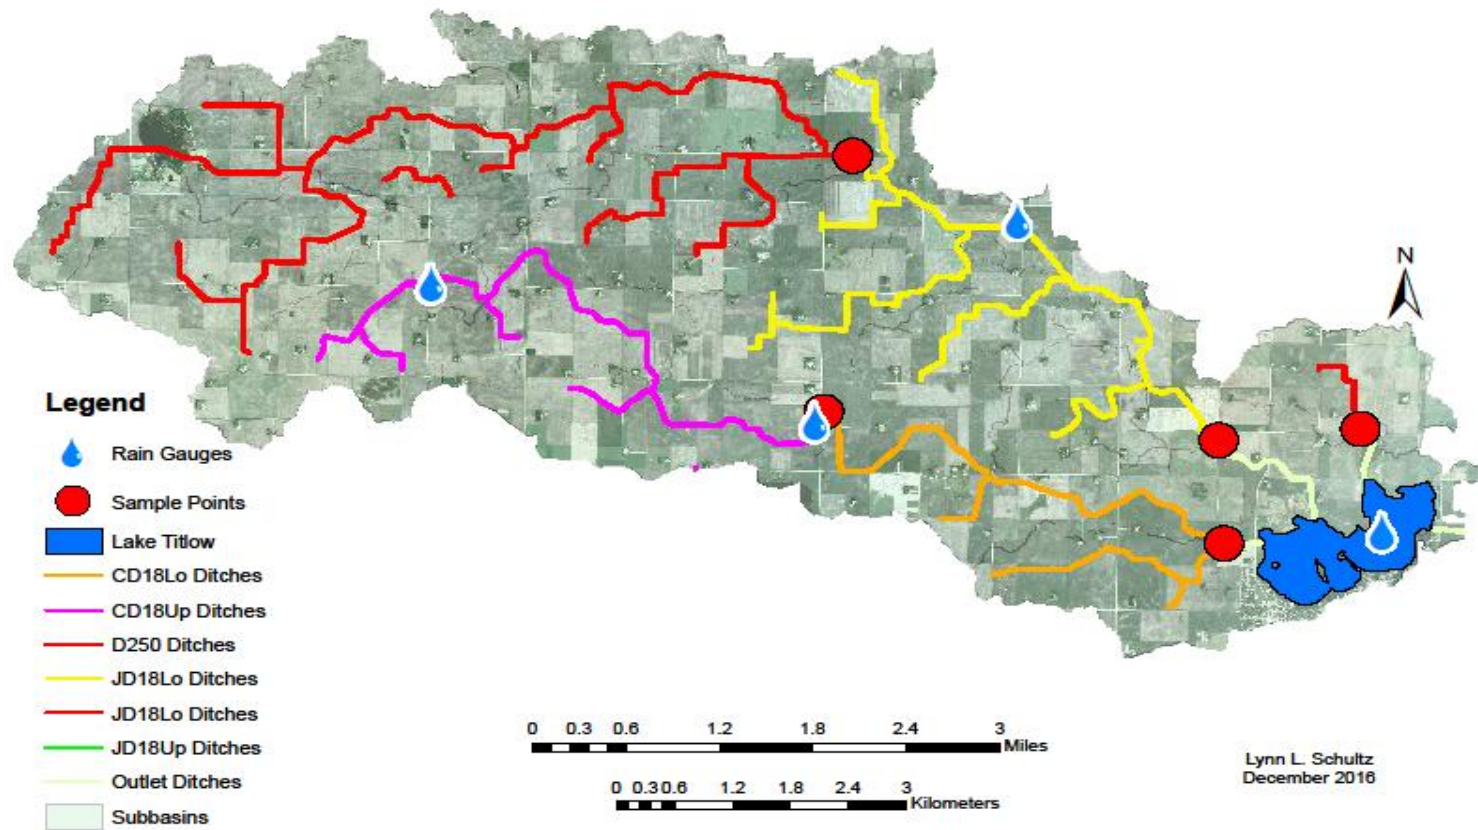 N
Legend
Rain Gauges
Sample Points
Lake Titlow
CD18Lo Ditches
CD18Up Ditches
D250 Ditches
JD18Lo Ditches
JD18Lo Ditches
JD18Up Ditches
Outlet Ditches
Subbasins
0 0.3 0.6 1.2 1.8 2.4 3
Miles
0 0.3 0.6 1.2 1.8 2.4 3
Kilometers
Lynn L. Schultz
December 2016